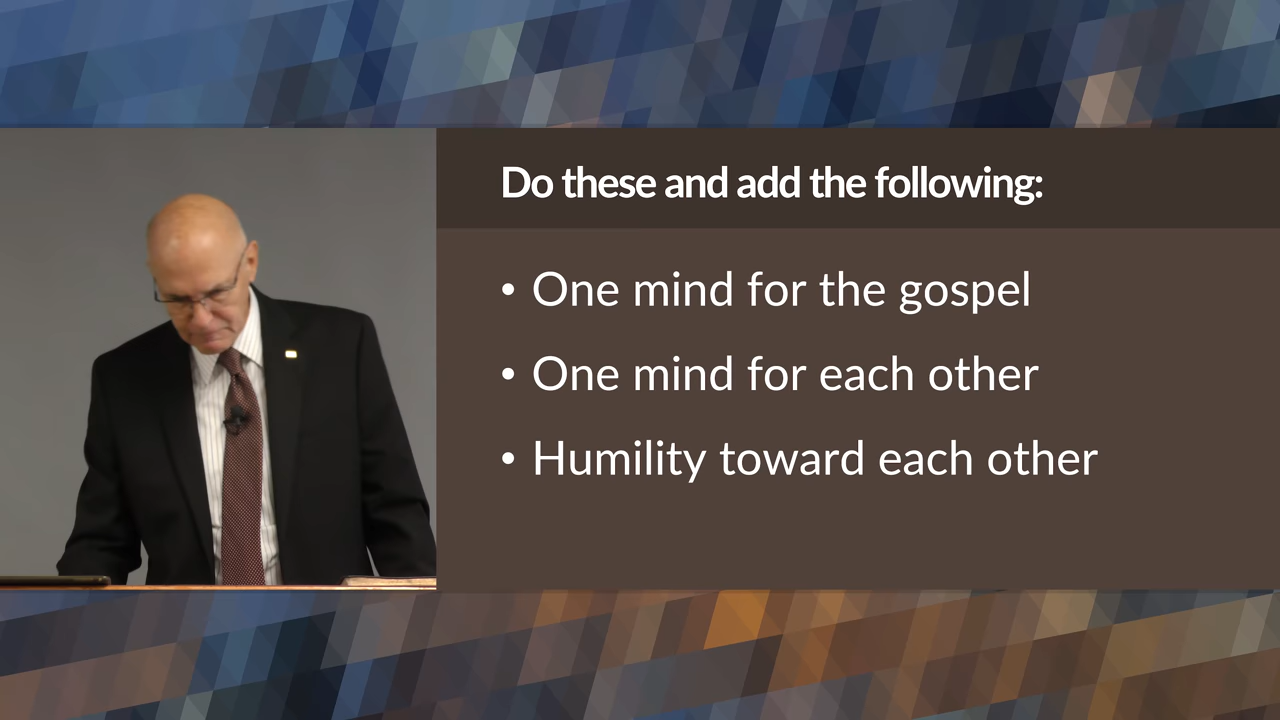 Do these and add the following:
• One mind for the gospel
• One mind for each other
• Humility toward each other